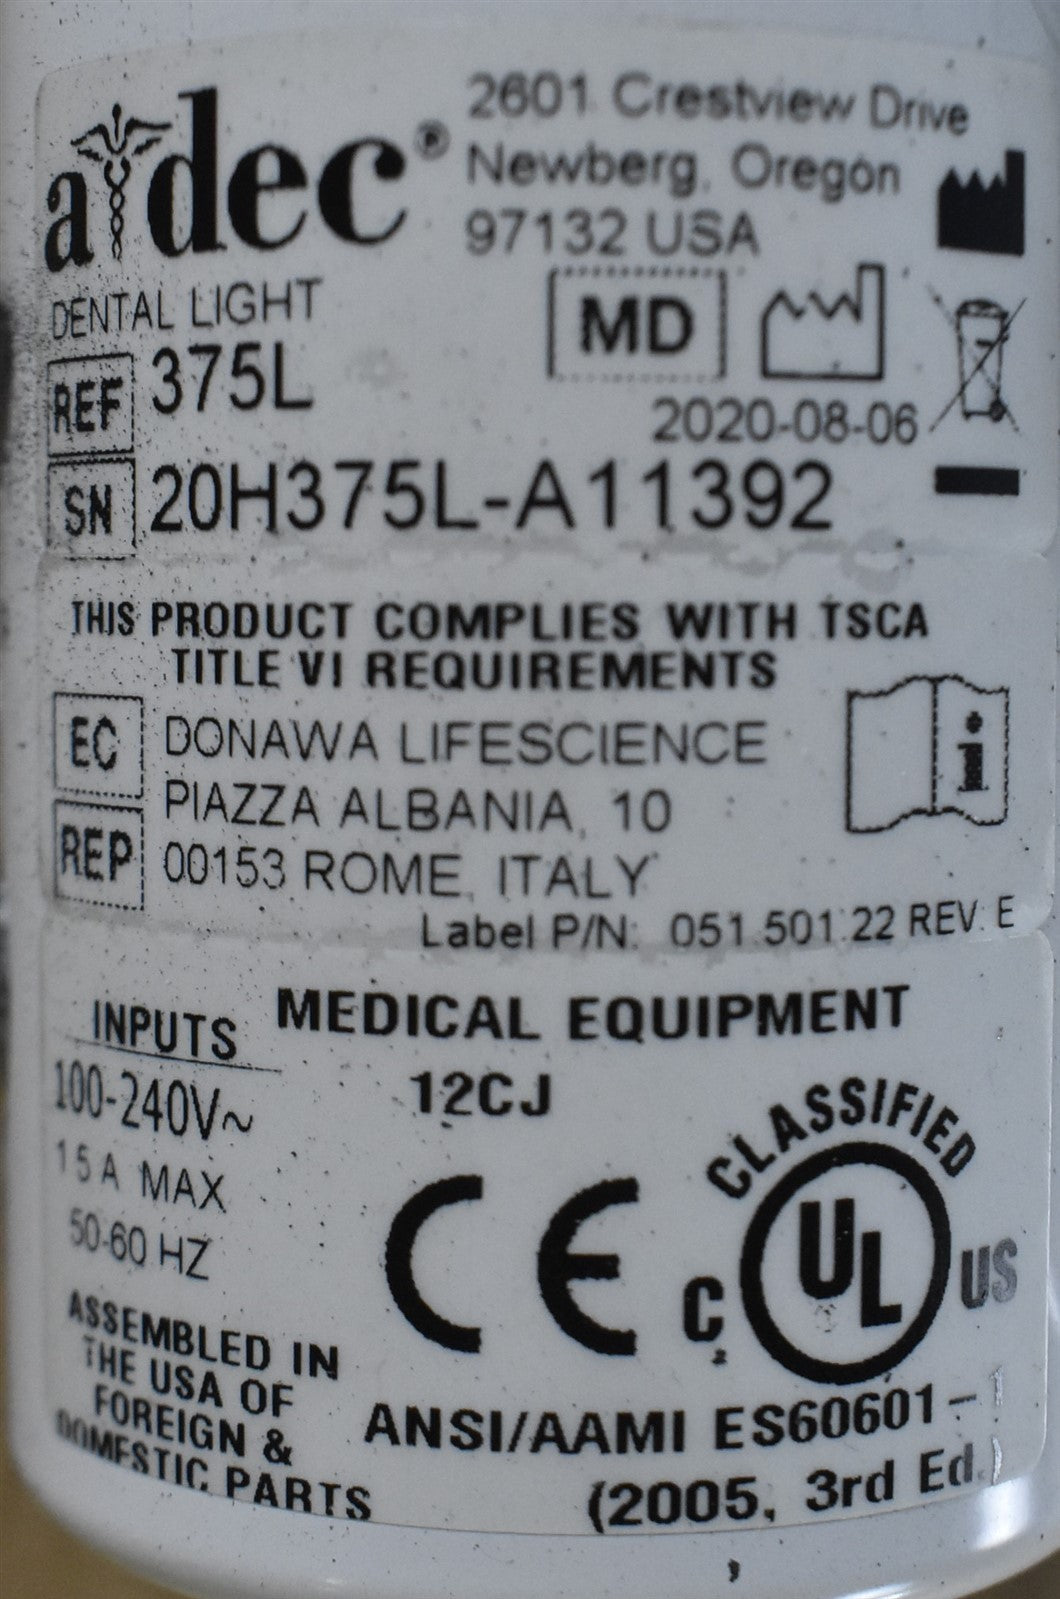 a dec®
2601 Crestview Drive
Newberg, Oregon
97132 USA
DENTAL LIGHT
MD
REF 375L
2020-08-06
SN 20H375L-A11392
THIS PRODUCT COMPLIES WITH TSCA
TITLE VI REQUIREMENTS
EC REP
DONAWA LIFESCIENCE
PIAZZA ALBANIA, 10
00153 ROME, ITALY
i
Label P/N: 051.501.22 REV. E
INPUTS
100-240V~
1.5A MAX
50-60 HZ
MEDICAL EQUIPMENT
12CJ
CE
CLASSIFIED
C UL US
ASSEMBLED IN
THE USA OF
FOREIGN &
DOMESTIC PARTS
ANSI/AAMI ES60601-1
(2005, 3rd Ed.)